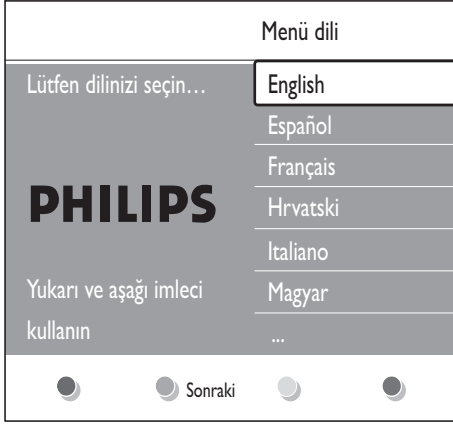 Menü dili
Lütfen dilinizi seçin…
English
Español
Français
PHILIPS
Hrvatski
Italiano
Yukarı ve aşağı imleci
kullanın
Magyar
...
Sonraki